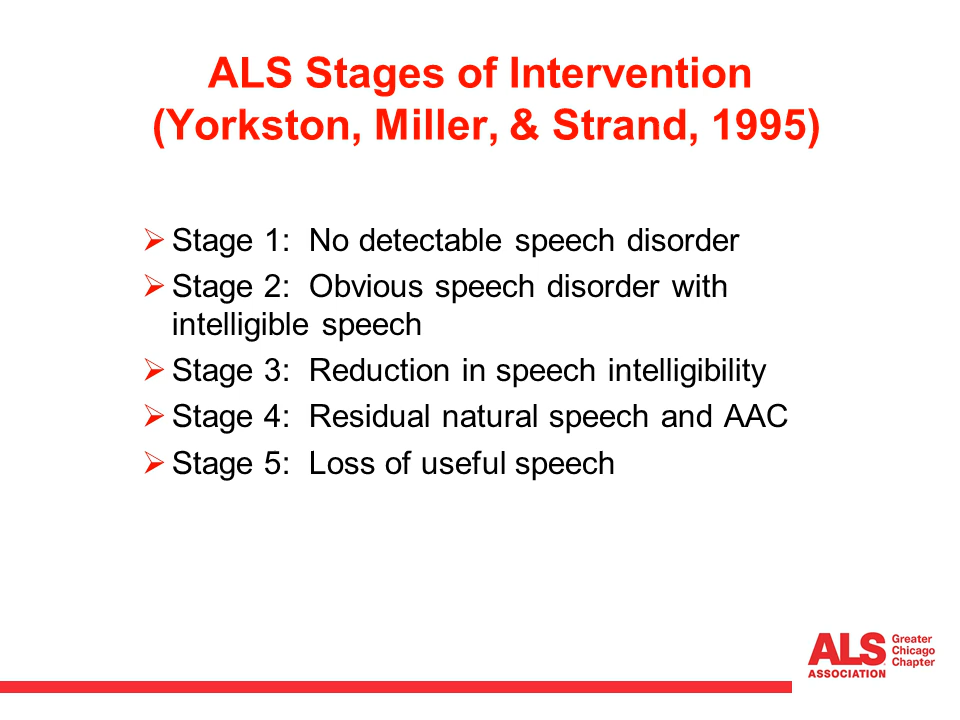 ALS Stages of Intervention
(Yorkston, Miller, & Strand, 1995)
Stage 1: No detectable speech disorder
Stage 2: Obvious speech disorder with
intelligible speech
Stage 3: Reduction in speech intelligibility
Stage 4: Residual natural speech and AAC
Stage 5: Loss of useful speech
ALS
ASSOCIATION
Greater
Chicago
Chapter